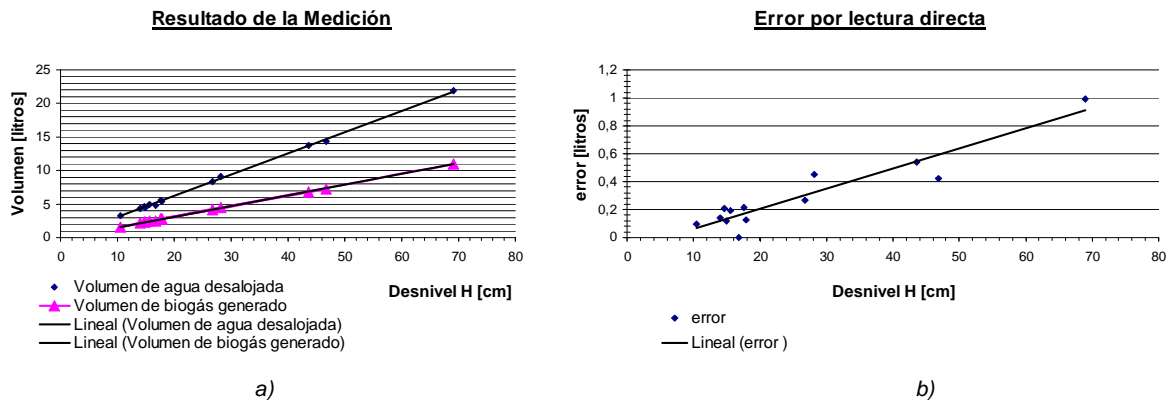 Resultado de la Medición
25
20
15
10
5
0
Volumen [litros]
0 10 20 30 40 50 60 70 80
Desnivel H [cm]
Volumen de agua desalojada
Volumen de biogás generado
Lineal (Volumen de agua desalojada)
Lineal (Volumen de biogás generado)
a)
Error por lectura directa
1,2
1
0,8
0,6
0,4
0,2
0
error [litros]
0 10 20 30 40 50 60 70 80
Desnivel H [cm]
error
Lineal (error )
b)